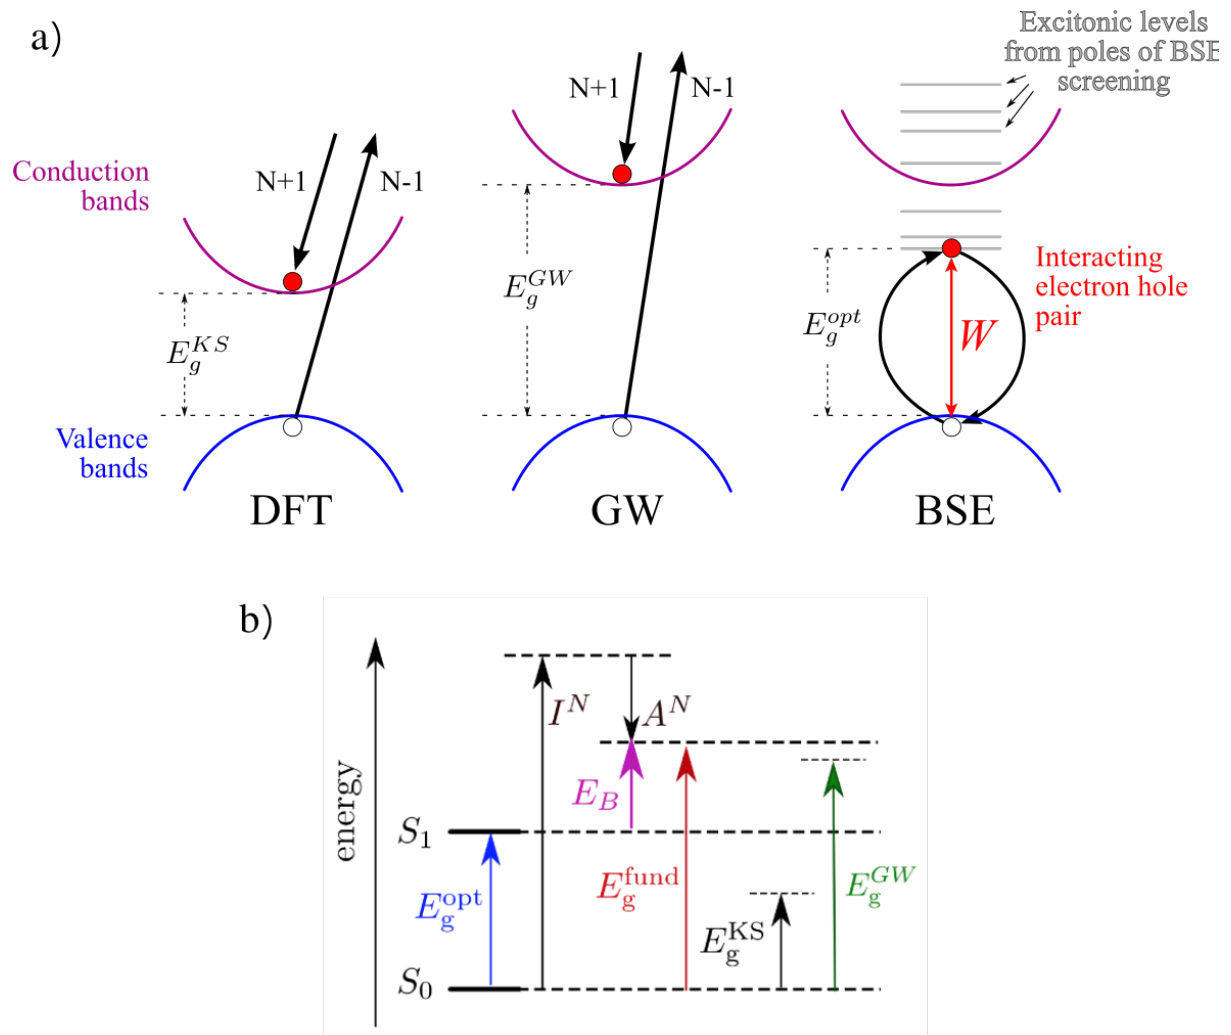 a)
Excitonic levels
from poles of BSE
screening
N+1
N-1
N+1
N-1
Conduction
bands
E_g^{KS}
E_g^{GW}
E_g^{opt}
W
Interacting
electron hole
pair
Valence
bands
DFT
GW
BSE
b)
energy
I^N
A^N
E_B
S_1
E_g^{opt}
E_g^{fund}
E_g^{KS}
E_g^{GW}
S_0